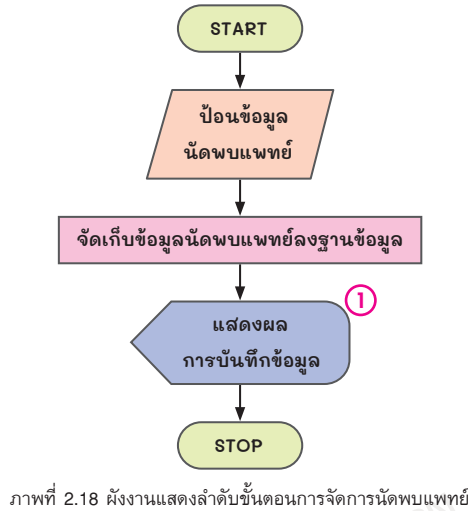 START
ป้อนข้อมูล
นัดพบแพทย์
จัดเก็บข้อมูลนัดพบแพทย์ลงฐานข้อมูล
1
แสดงผล
การบันทึกข้อมูล
STOP
ภาพที่ 2.18 ผังงานแสดงลำดับขั้นตอนการจัดการนัดพบแพทย์